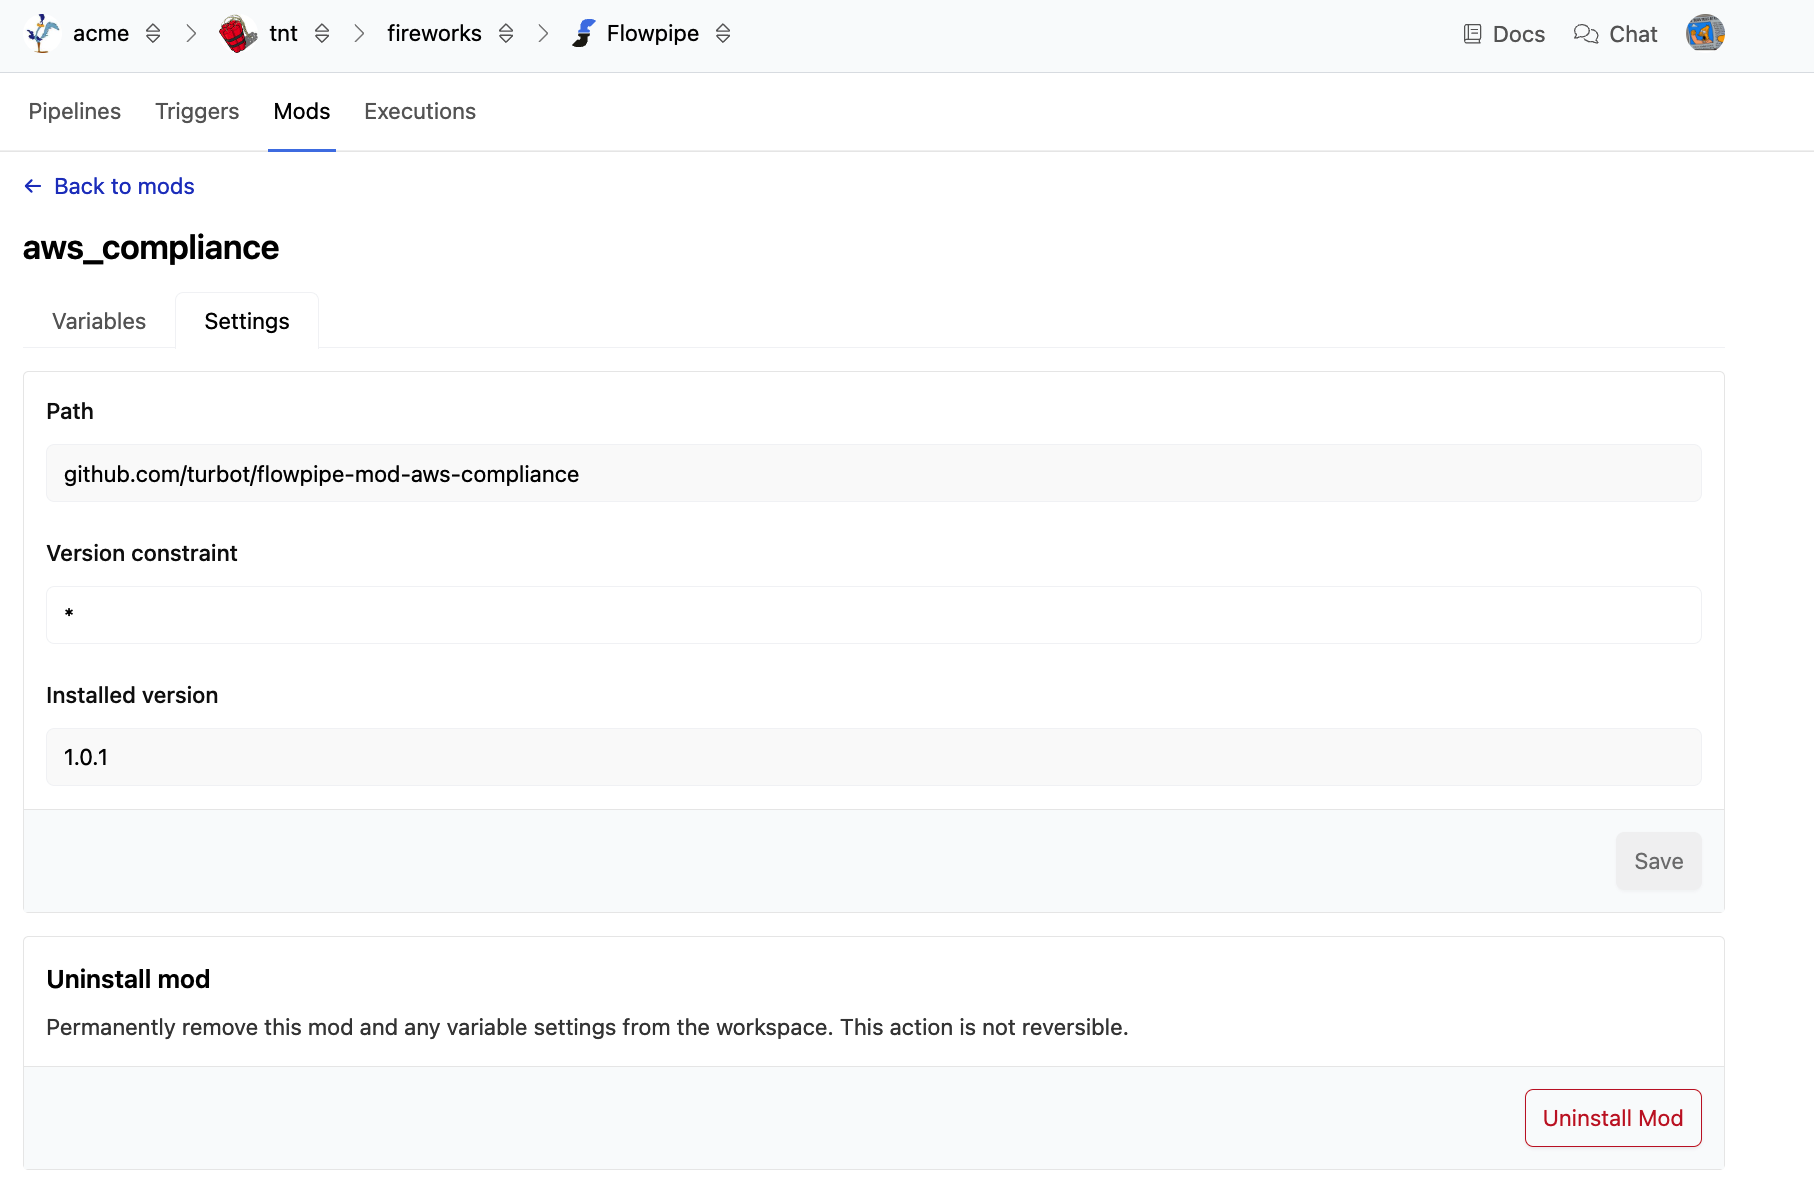 acme tnt fireworks Flowpipe Docs Chat
Pipelines Triggers Mods Executions
← Back to mods
aws_compliance
Variables Settings
Path
github.com/turbot/flowpipe-mod-aws-compliance
Version constraint
*
Installed version
1.0.1
Save
Uninstall mod
Permanently remove this mod and any variable settings from the workspace. This action is not reversible.
Uninstall Mod